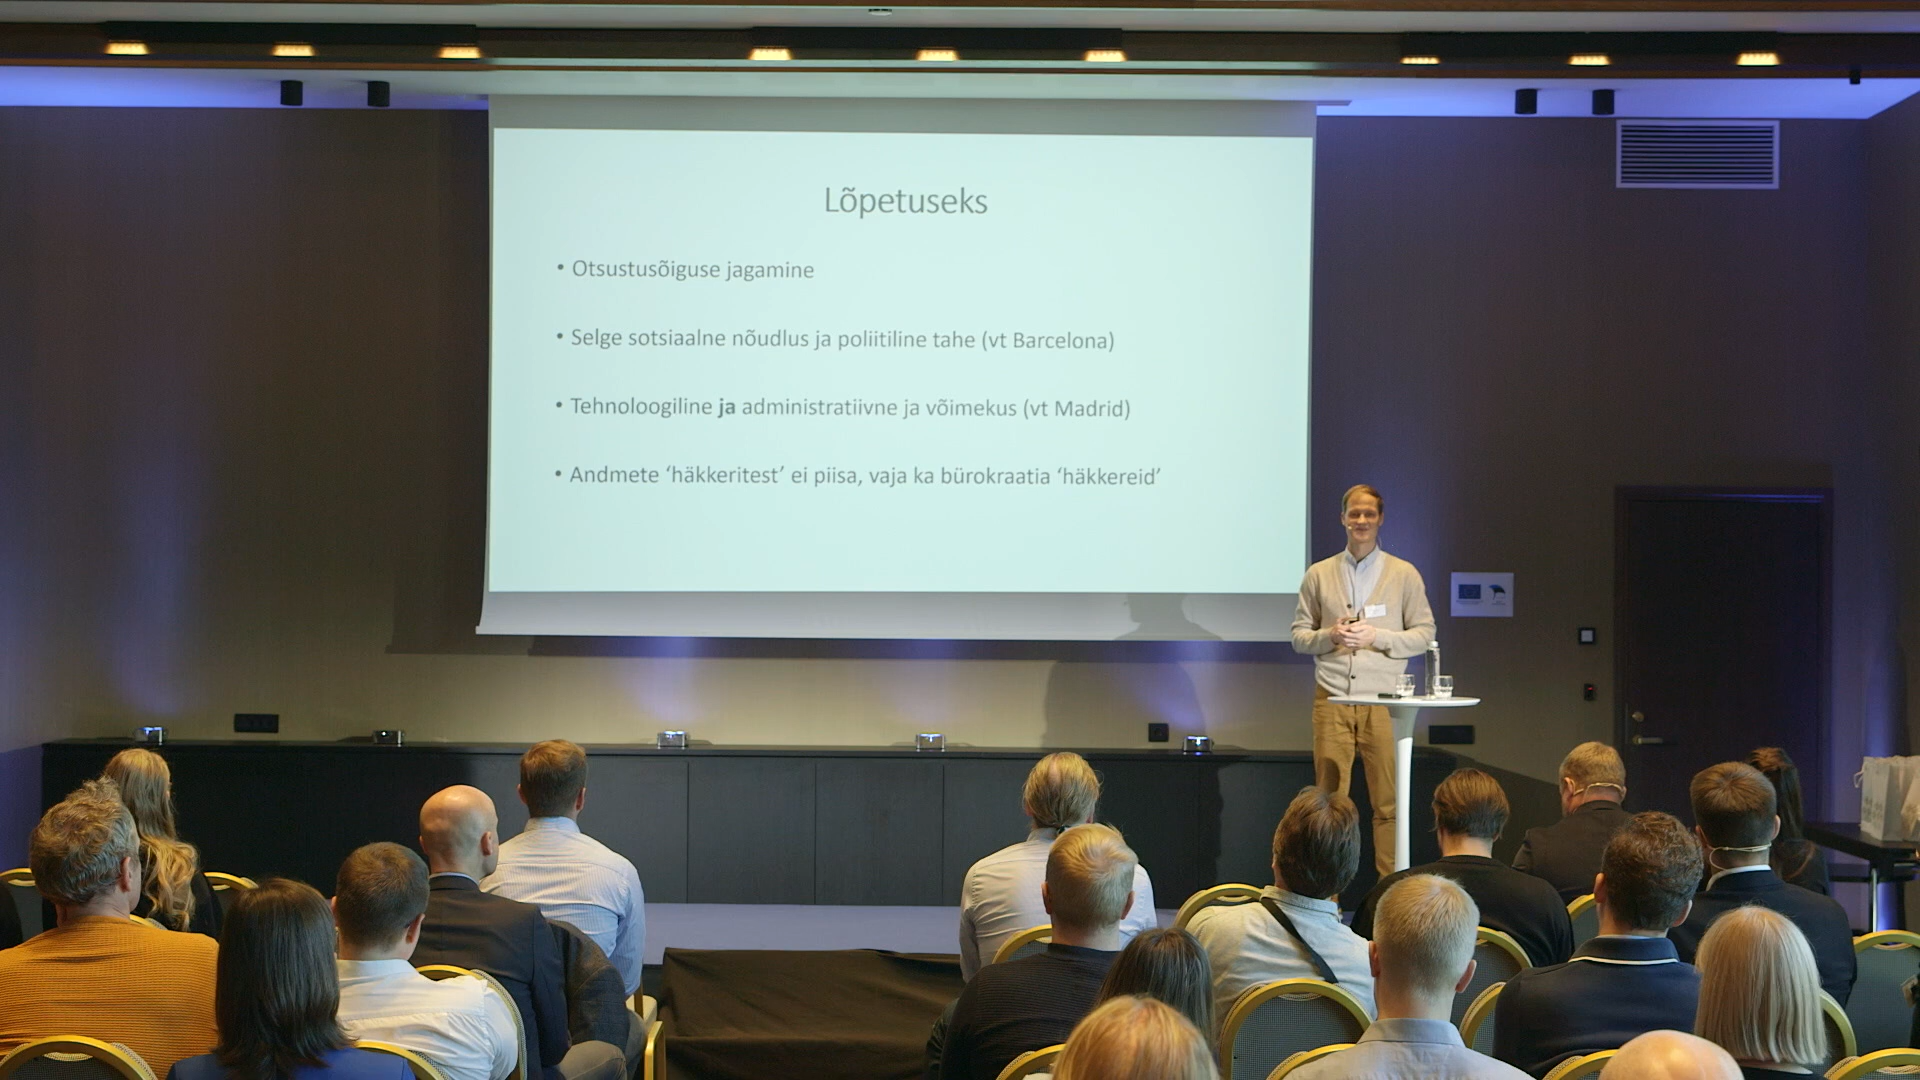 Lõpetuseks
• Otsustusõiguse jagamine
• Selge sotsiaalne nõudlus ja poliitiline tahe (vt Barcelona)
• Tehnoloogiline ja administratiivne ja võimekus (vt Madrid)
• Andmete ‘häkkeritest’ ei piisa, vaja ka bürokraatia ‘häkkereid’